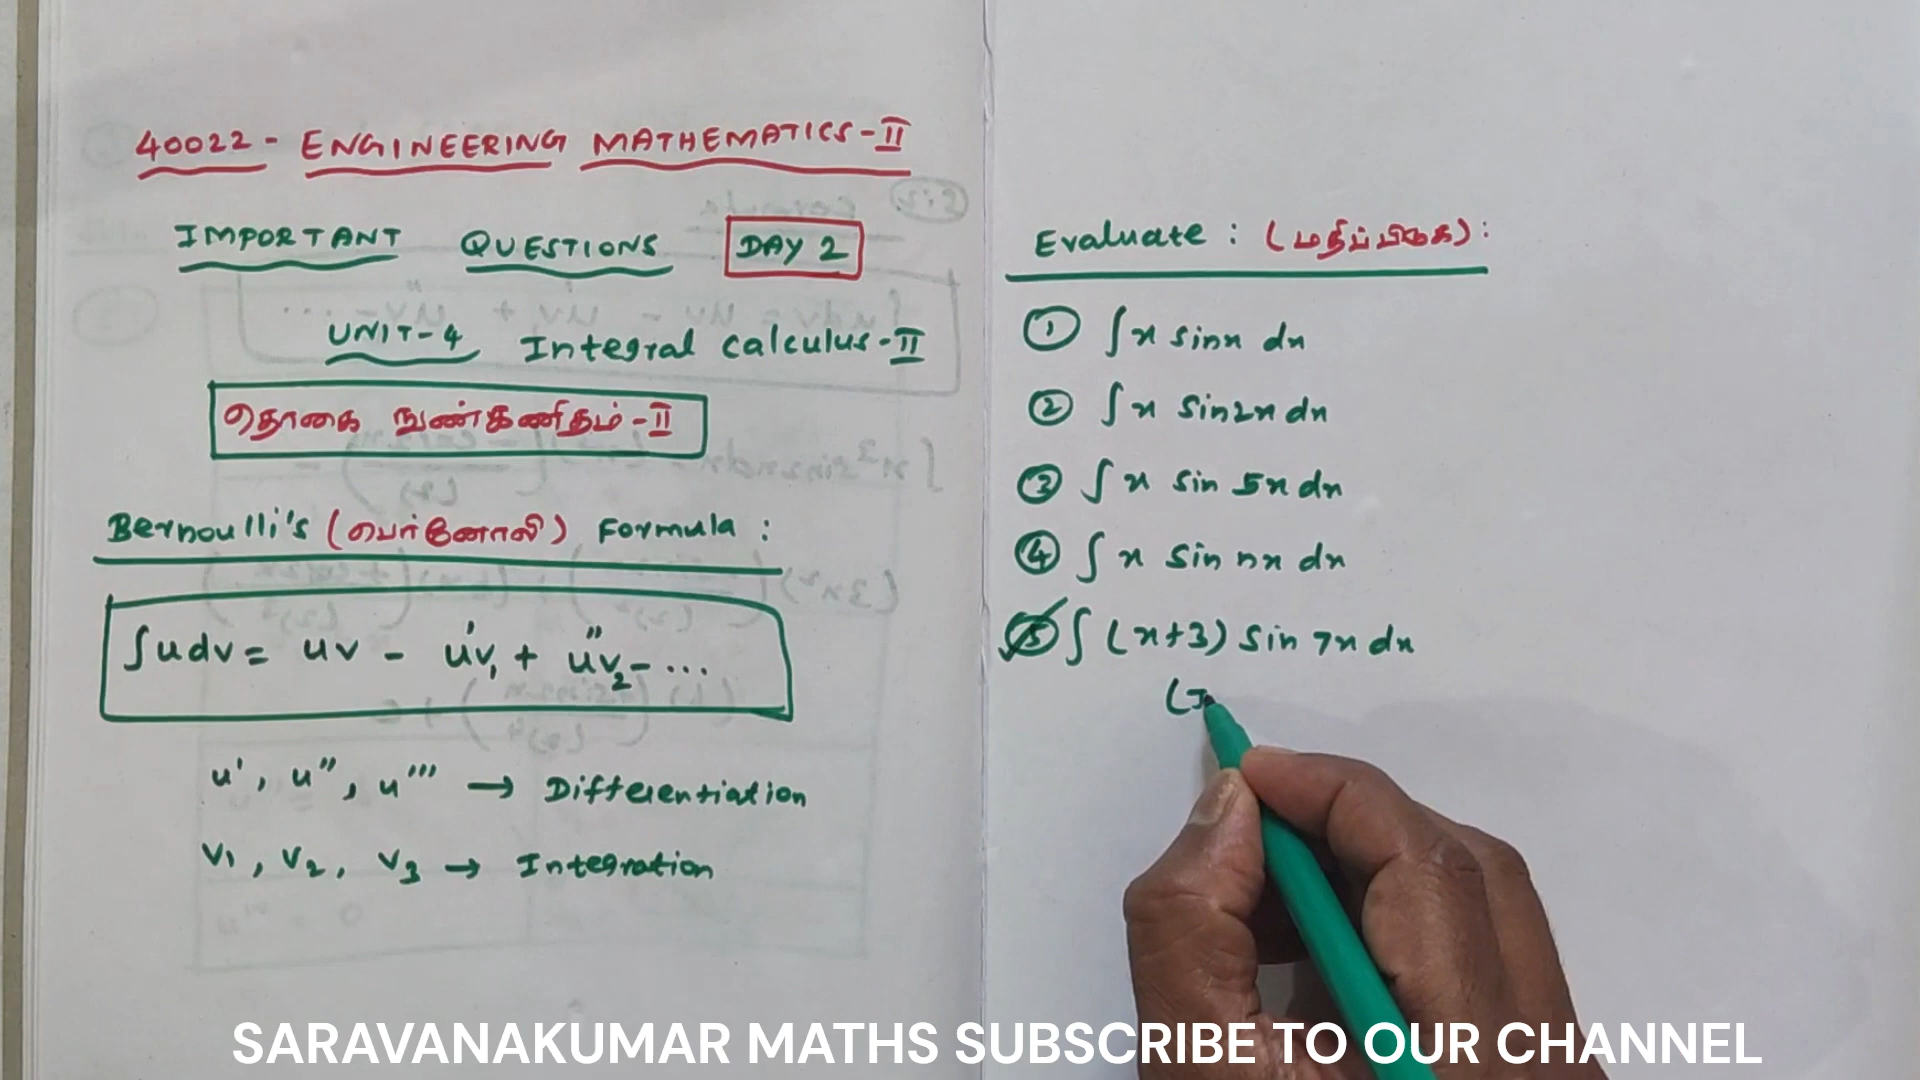 40022 - ENGINEERING MATHEMATICS-II
IMPORTANT QUESTIONS DAY 2
UNIT-4 Integral calculus-II
தொகை நுண்கணிதம்-II
Bernoulli's (பெர்னோலி) Formula :
∫udv = uv - u'v₁ + u''v₂ - ...
u', u'', u''' → Differentiation
v₁, v₂, v₃ → Integration
Evaluate : (மதிப்பிடுக) :
① ∫x sinx dx
② ∫x sin2x dx
③ ∫x sin 5x dx
④ ∫x sin nx dx
⑤ ∫(x+3) sin 7x dx
SARAVANAKUMAR MATHS SUBSCRIBE TO OUR CHANNEL